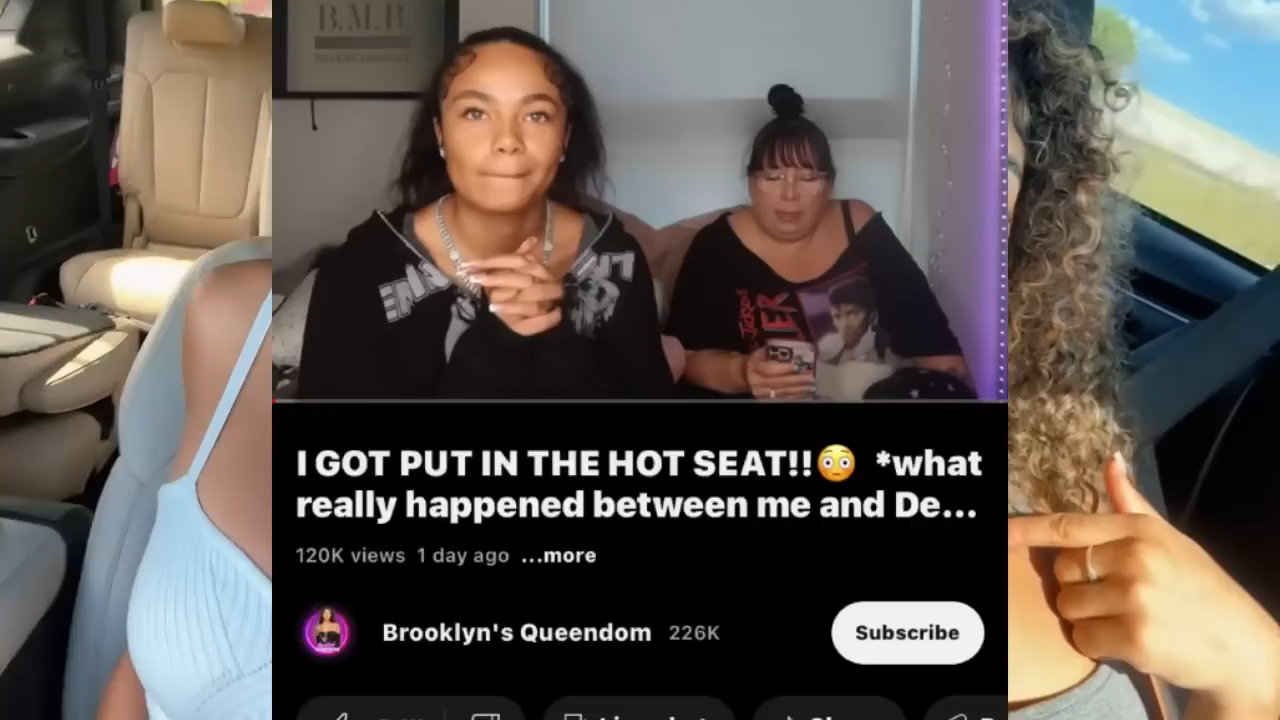 B.M.B.
ENTERTAINMENT
I GOT PUT IN THE HOT SEAT!!😳 *what
really happened between me and De...
120K views 1 day ago ...more
Brooklyn's Queendom 226K
Subscribe